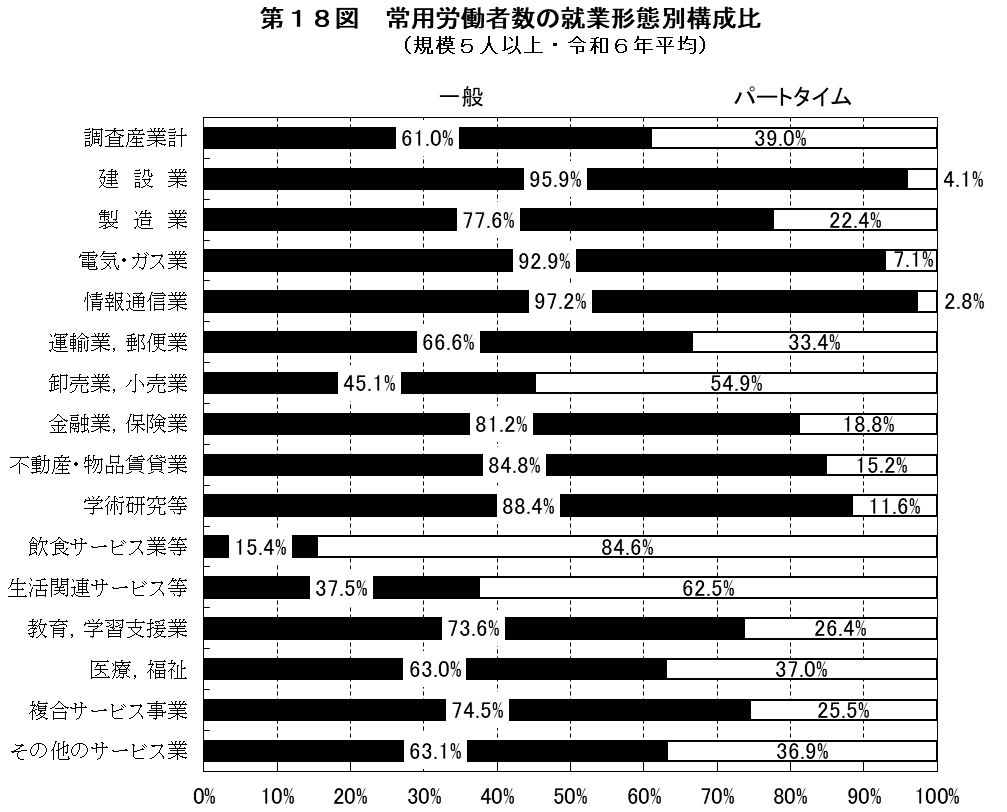 第１８図　常用労働者数の就業形態別構成比
（規模５人以上・令和６年平均）
一般　パートタイム
調査産業計 61.0% 39.0%
建 設 業 95.9% 4.1%
製 造 業 77.6% 22.4%
電気・ガス業 92.9% 7.1%
情報通信業 97.2% 2.8%
運輸業，郵便業 66.6% 33.4%
卸売業，小売業 45.1% 54.9%
金融業，保険業 81.2% 18.8%
不動産・物品賃貸業 84.8% 15.2%
学術研究等 88.4% 11.6%
飲食サービス業等 15.4% 84.6%
生活関連サービス等 37.5% 62.5%
教育，学習支援業 73.6% 26.4%
医療，福祉 63.0% 37.0%
複合サービス事業 74.5% 25.5%
その他のサービス業 63.1% 36.9%
0% 10% 20% 30% 40% 50% 60% 70% 80% 90% 100%